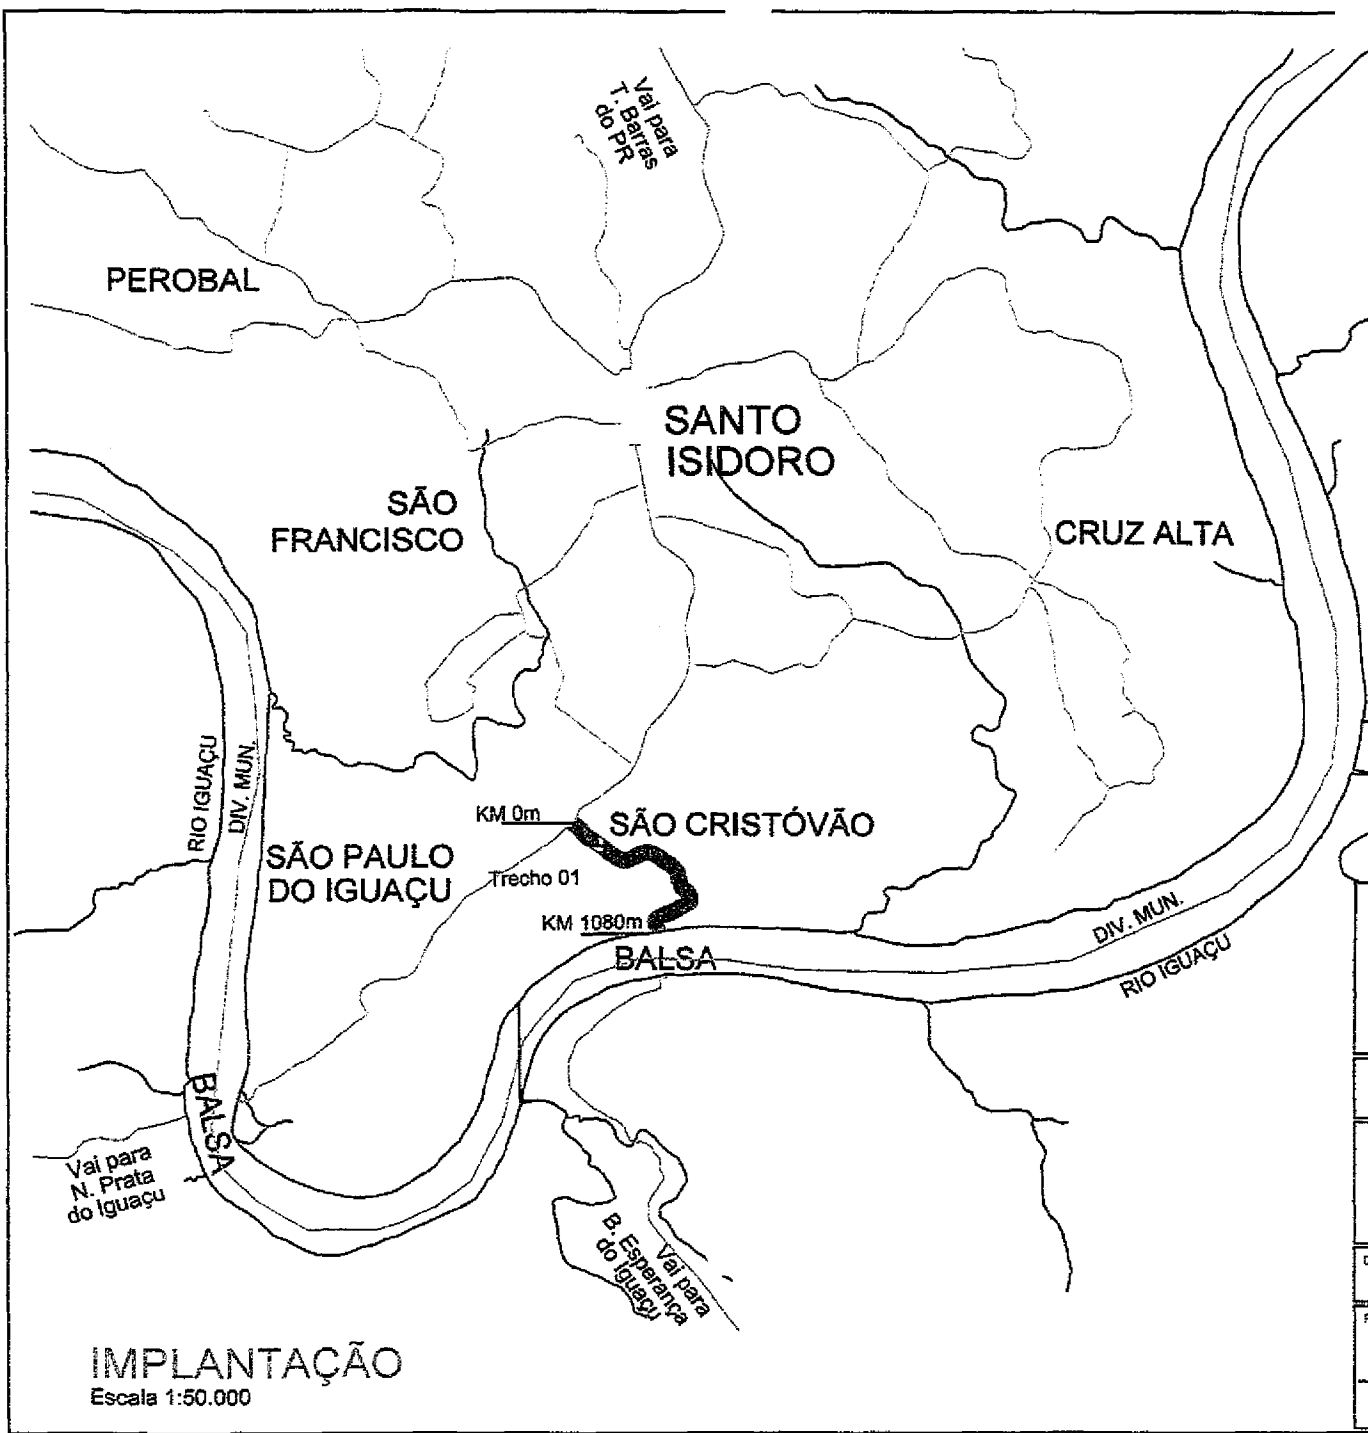 Vai para
T. Barras
do PR
PEROBAL
SANTO
ISIDORO
SÃO
FRANCISCO
CRUZ ALTA
RIO IGUAÇU
DIV. MUN.
KM 0m
SÃO CRISTÓVÃO
SÃO PAULO
DO IGUAÇU
Trecho 01
KM 1080m
BALSA
DIV. MUN.
RIO IGUAÇU
BALSA
Vai para
N. Prata
do Iguaçu
Vai para
B. Esperança
do Iguaçu
IMPLANTAÇÃO
Escala 1:50.000